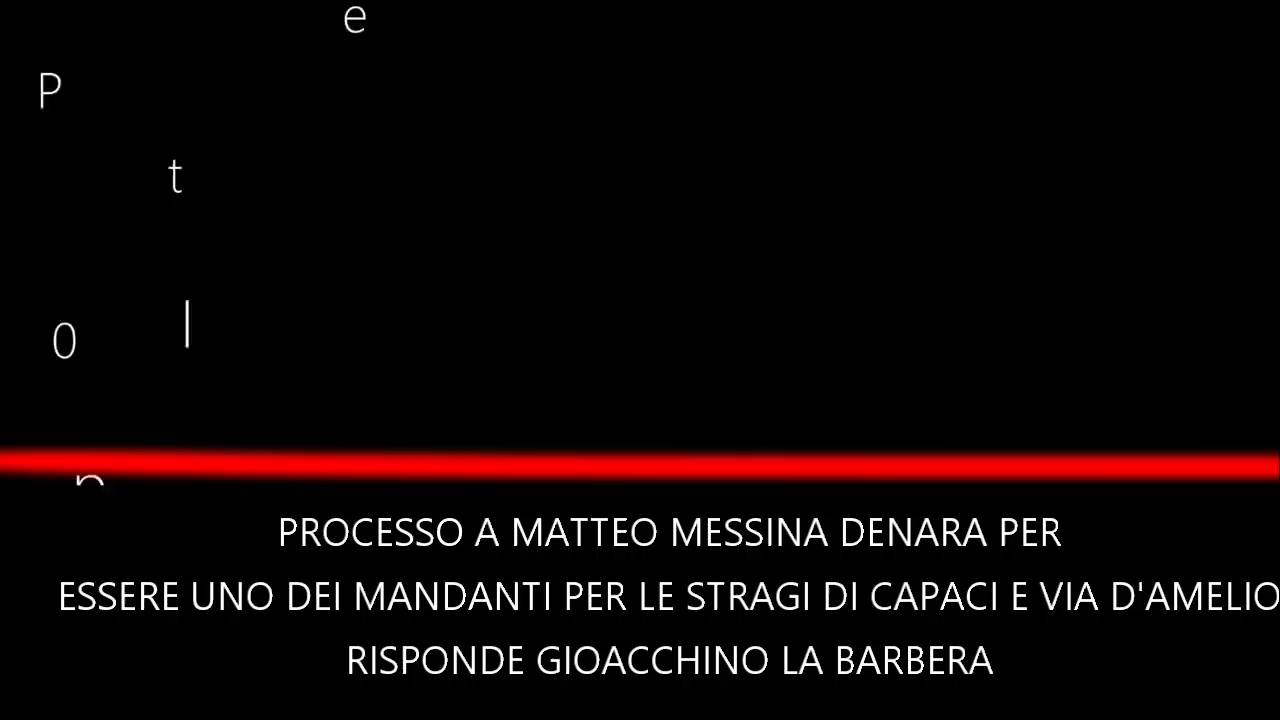 e
P
t
l
0
PROCESSO A MATTEO MESSINA DENARA PER
ESSERE UNO DEI MANDANTI PER LE STRAGI DI CAPACI E VIA D'AMELIO
RISPONDE GIOACCHINO LA BARBERA